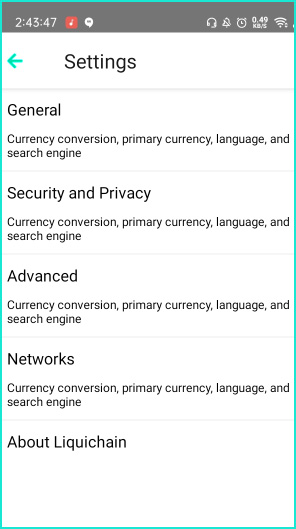 2:43:47
0.49
KB/S
Settings
General
Currency conversion, primary currency, language, and
search engine
Security and Privacy
Currency conversion, primary currency, language, and
search engine
Advanced
Currency conversion, primary currency, language, and
search engine
Networks
Currency conversion, primary currency, language, and
search engine
About Liquichain